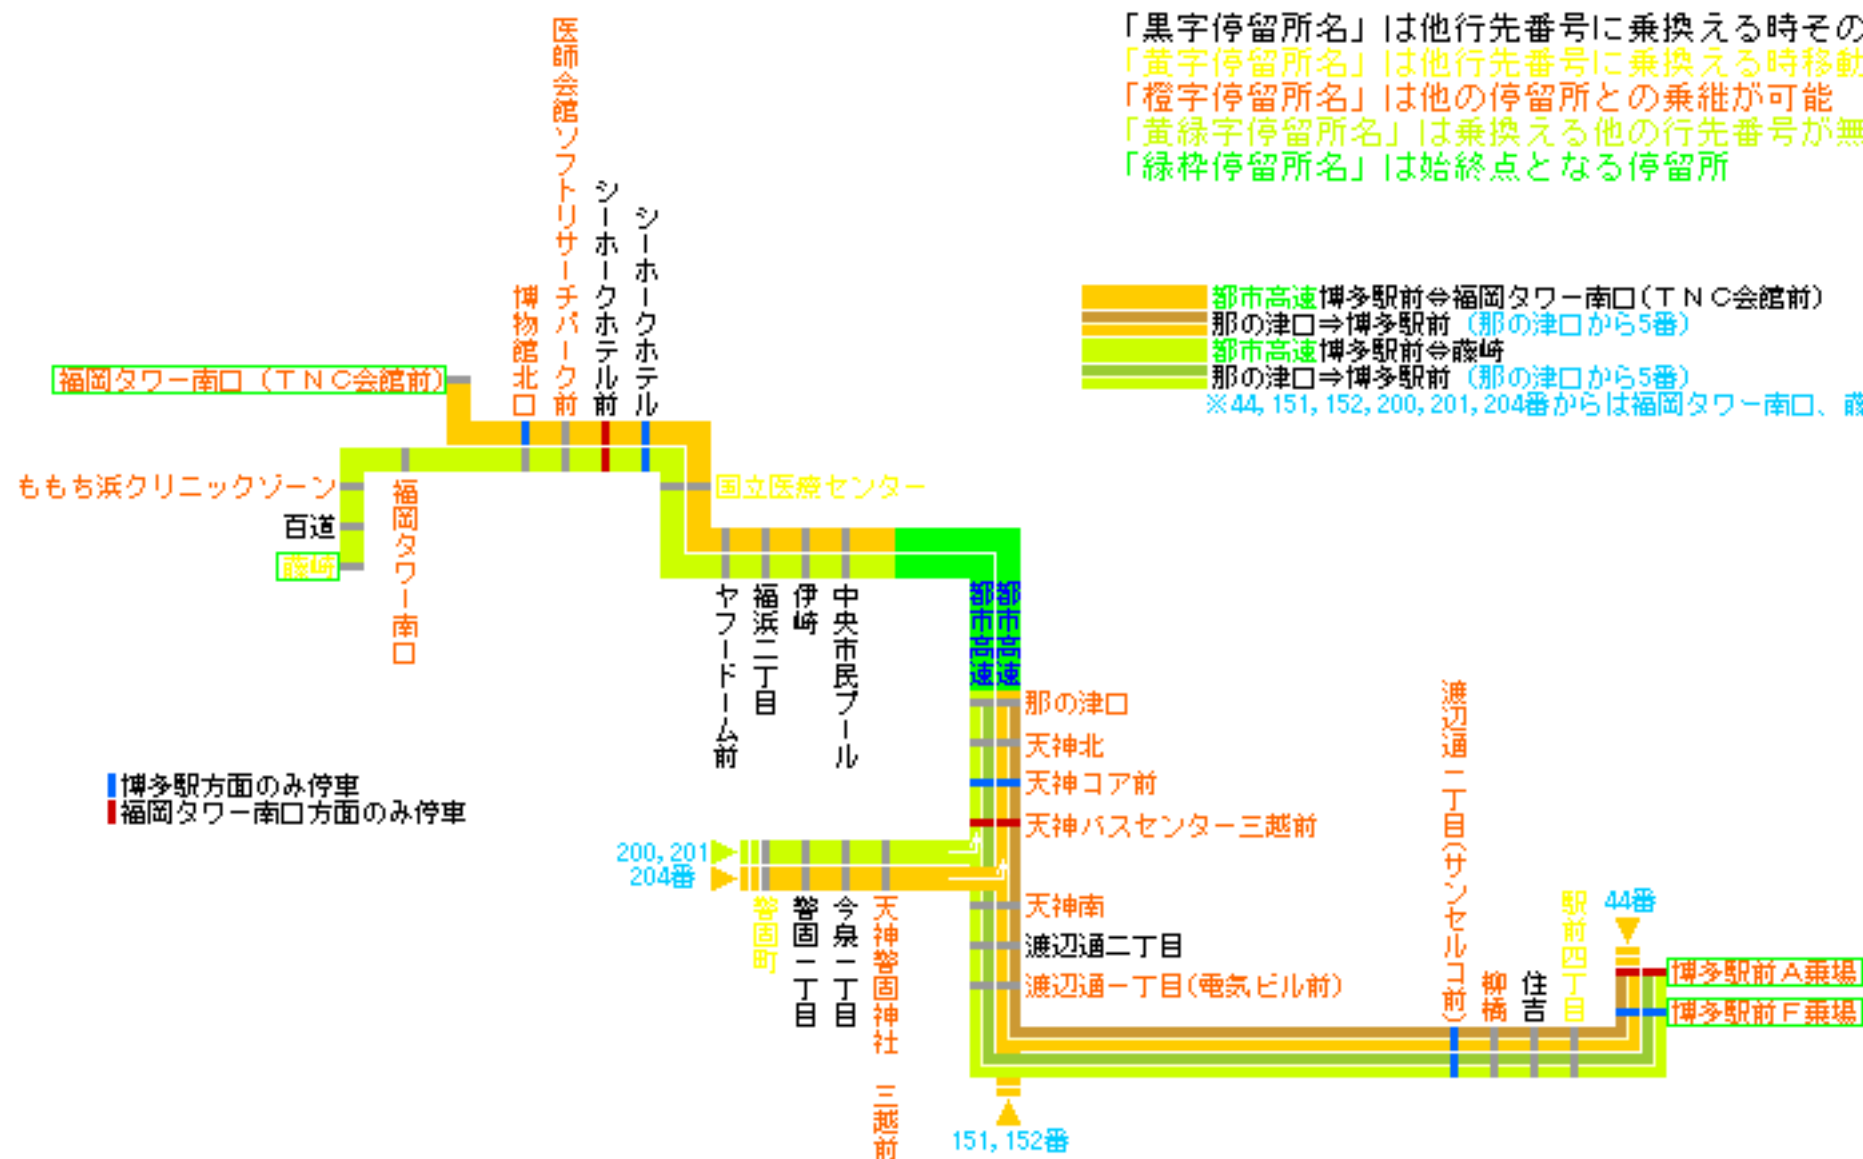 「黒字停留所名」は他行先番号に乗換える時その
「黄字停留所名」は他行先番号に乗換える時移動
「橙字停留所名」は他の停留所との乗継が可能
「黄緑字停留所名」は乗換える他の行先番号が無
「緑枠停留所名」は始終点となる停留所
医師会館ソフトリサーチパーク前
シーホークホテル前
シーホークホテル
博物館北口
都市高速博多駅前⇔福岡タワー南口(TNC会館前)
那の津口⇒博多駅前(那の津口から5番)
都市高速博多駅前⇔藤崎
那の津口⇒博多駅前(那の津口から5番)
※44,151,152,200,201,204番からは福岡タワー南口、藤
福岡タワー南口(TNC会館前)
ももち浜クリニックゾーン
百道
藤崎
福岡タワー南口
国立医療センター
ヤフードーム前
福浜二丁目
伊崎
中央市民プール
都市高速
都市高速
那の津口
天神北
天神コア前
天神バスセンター三越前
天神南
渡辺通二丁目
渡辺通一丁目(電気ビル前)
博多駅方面のみ停車
福岡タワー南口方面のみ停車
200,201
204番
警固町
警固一丁目
今泉一丁目
天神警固神社 三越前
151,152番
渡辺通二丁目(サンセルコ前)
柳橋
住吉
駅前四丁目
44番
博多駅前A乗場
博多駅前F乗場